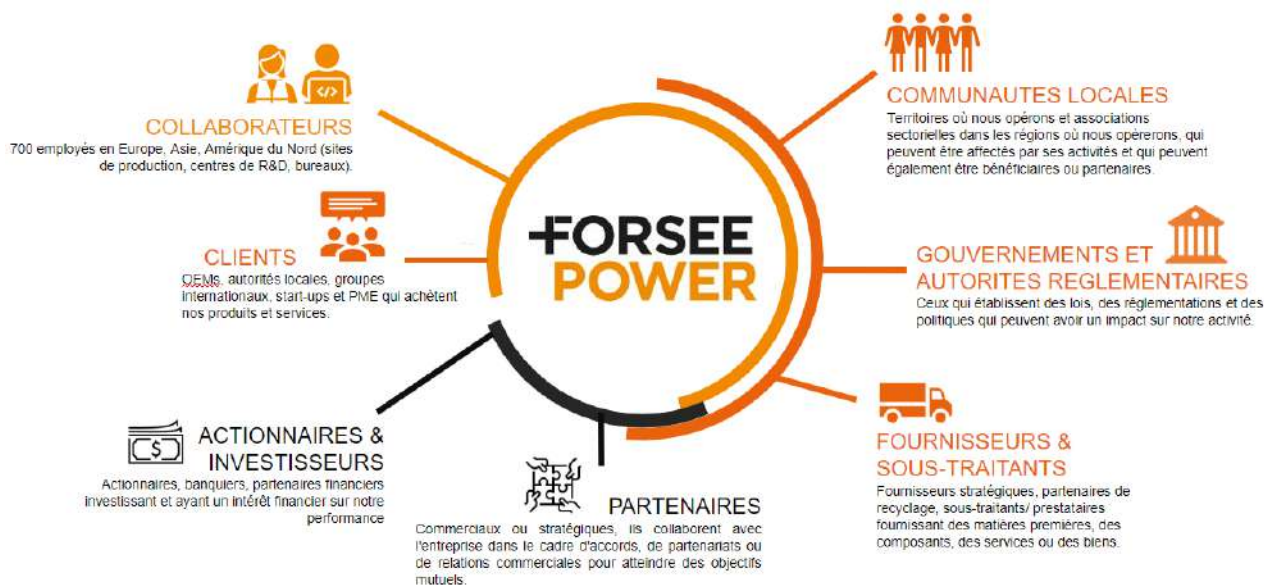 COLLABORATEURS
700 employés en Europe, Asie, Amérique du Nord (sites
de production, centres de R&D, bureaux).
CLIENTS
OEMs, autorités locales, groupes
internationaux, start-ups et PME qui achètent
nos produits et services.
ACTIONNAIRES &
INVESTISSEURS
Actionnaires, banquiers, partenaires financiers
investissant et ayant un intérêt financier sur notre
performance
PARTENAIRES
Commerciaux ou stratégiques, ils collaborent avec
l'entreprise dans le cadre d'accords, de partenariats ou
de relations commerciales pour atteindre des objectifs
mutuels.
FORSEE
POWER
COMMUNAUTES LOCALES
Territoires où nous opérons et associations
sectorielles dans les régions où nous opérerons, qui
peuvent être affectés par ses activités et qui peuvent
également être bénéficiaires ou partenaires.
GOUVERNEMENTS ET
AUTORITES REGLEMENTAIRES
Ceux qui établissent des lois, des réglementations et des
politiques qui peuvent avoir un impact sur notre activité.
FOURNISSEURS &
SOUS-TRAITANTS
Fournisseurs stratégiques, partenaires de
recyclage, sous-traitants/ prestataires
fournissant des matières premières, des
composants, des services ou des biens.